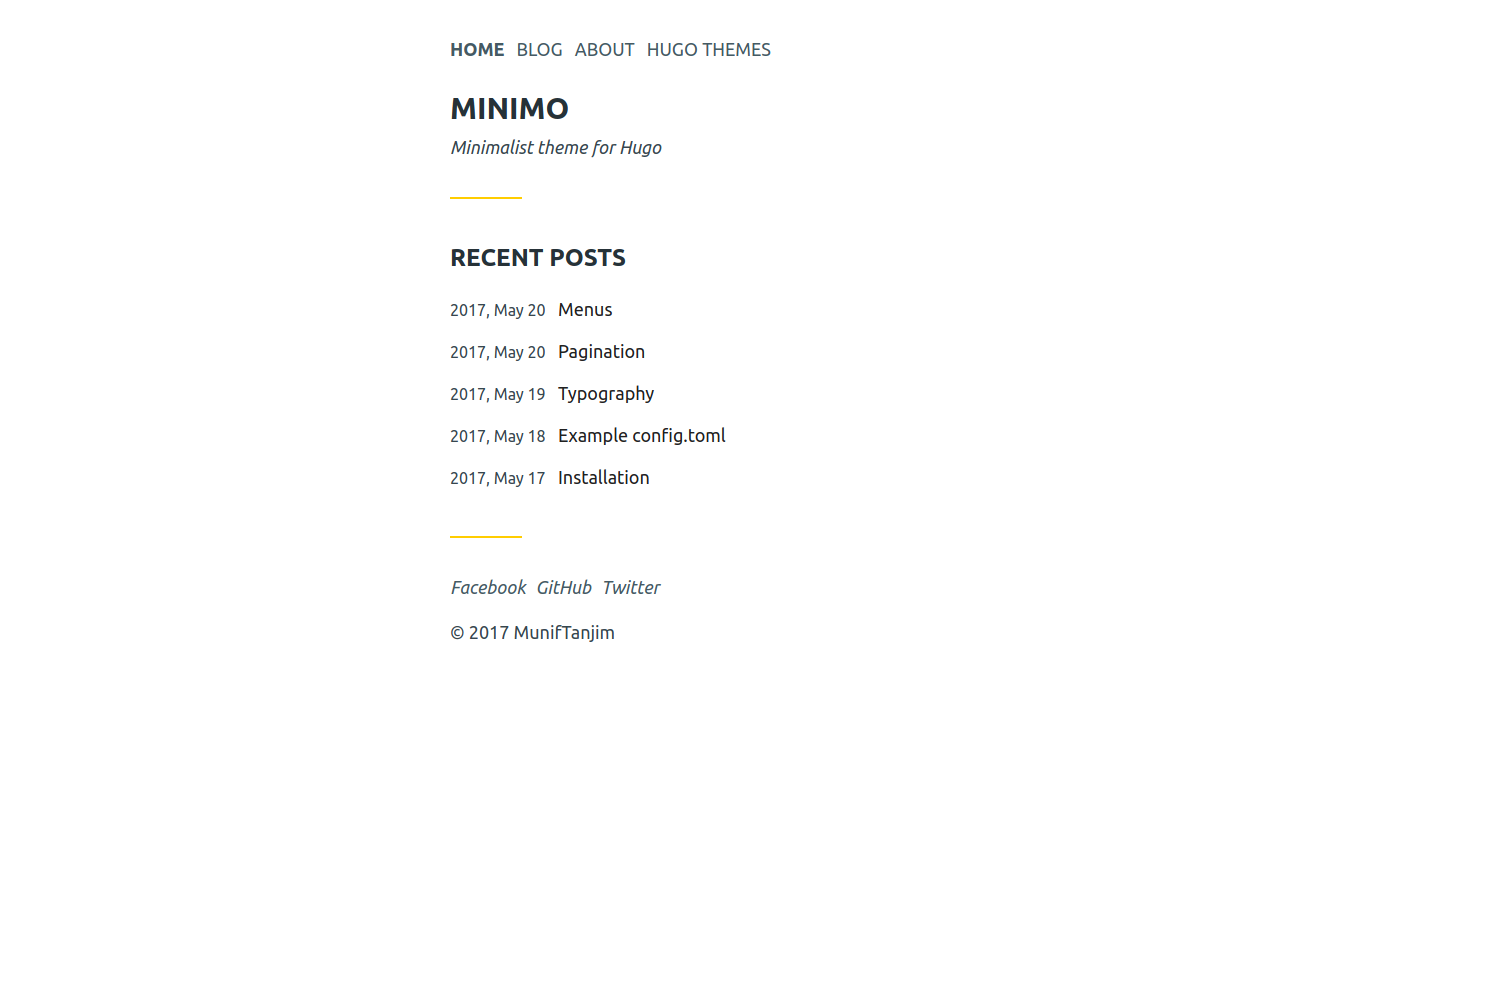 HOME BLOG ABOUT HUGO THEMES
MINIMO
Minimalist theme for Hugo
RECENT POSTS
2017, May 20 Menus
2017, May 20 Pagination
2017, May 19 Typography
2017, May 18 Example config.toml
2017, May 17 Installation
Facebook GitHub Twitter
© 2017 MunifTanjim